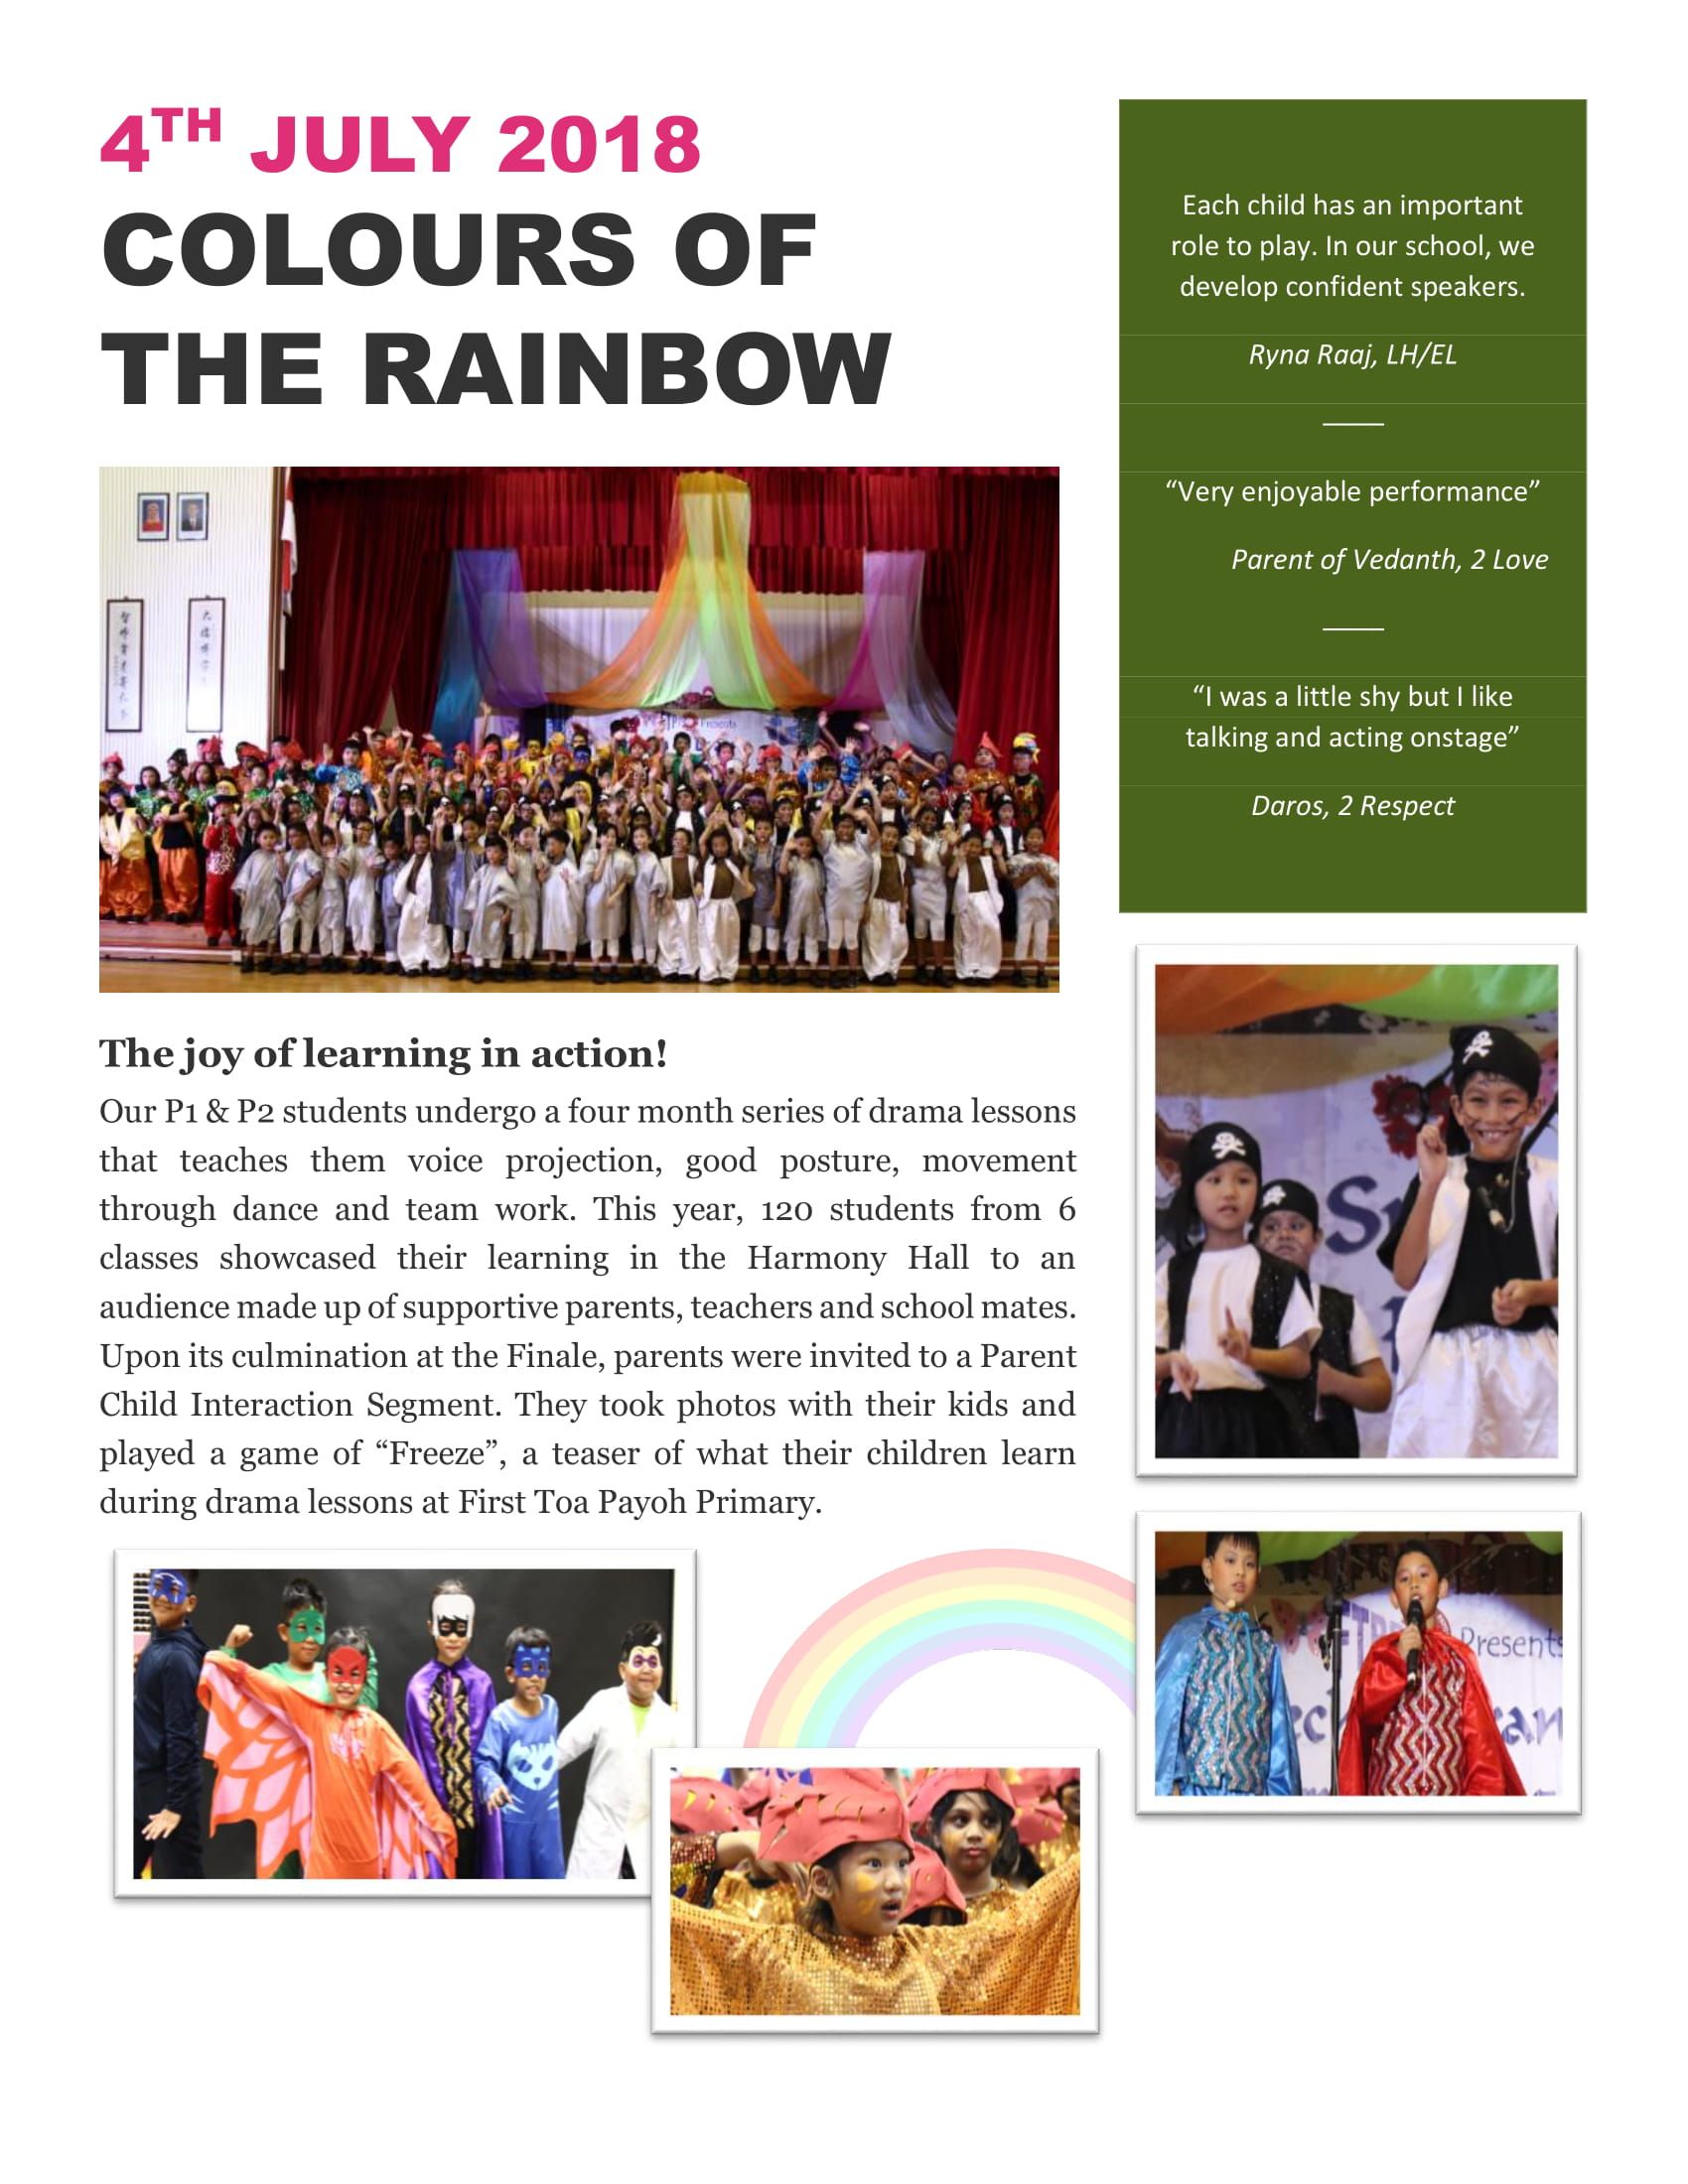 4TH JULY 2018
COLOURS OF
THE RAINBOW
Each child has an important
role to play. In our school, we
develop confident speakers.
Ryna Raaj, LH/EL
“Very enjoyable performance”
Parent of Vedanth, 2 Love
“I was a little shy but I like
talking and acting onstage”
Daros, 2 Respect
Presents
The joy of learning in action!
Our P1 & P2 students undergo a four month series of drama lessons
that teaches them voice projection, good posture, movement
through dance and team work. This year, 120 students from 6
classes showcased their learning in the Harmony Hall to an
audience made up of supportive parents, teachers and school mates.
Upon its culmination at the Finale, parents were invited to a Parent
Child Interaction Segment. They took photos with their kids and
played a game of “Freeze”, a teaser of what their children learn
during drama lessons at First Toa Payoh Primary.
Presents